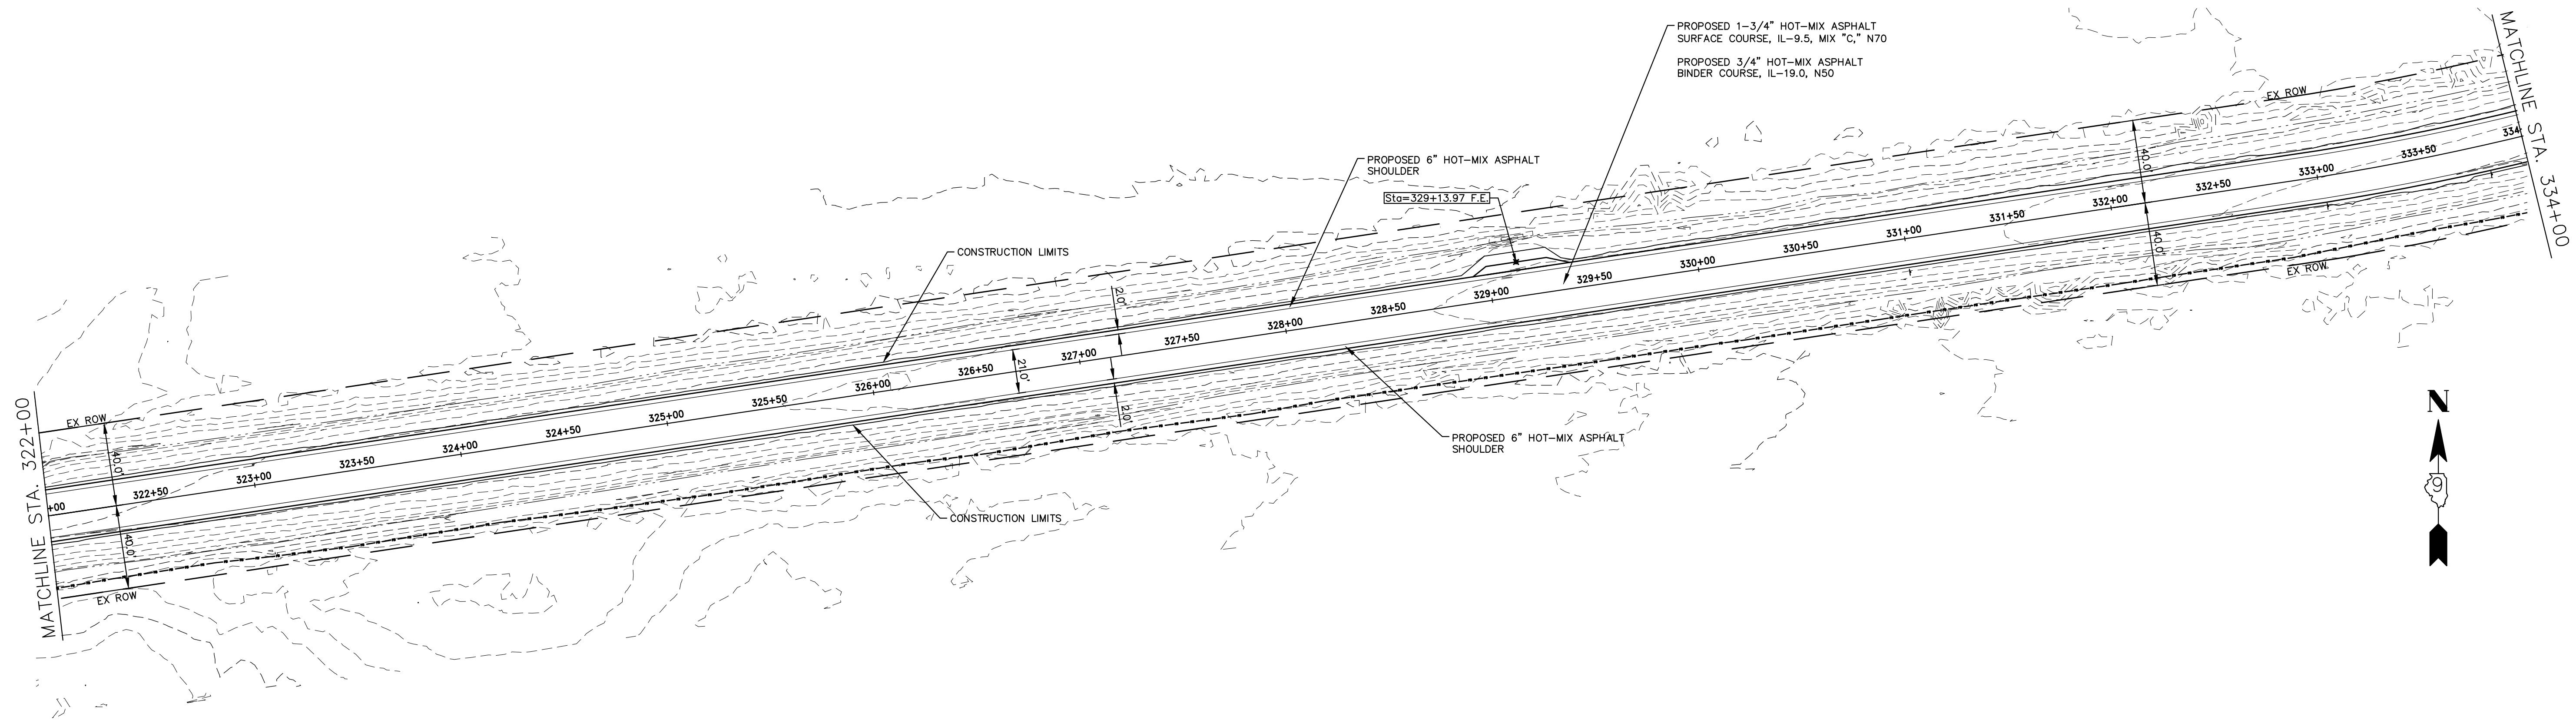 PROPOSED 1-3/4" HOT-MIX ASPHALT
SURFACE COURSE, IL-9.5, MIX "C," N70
PROPOSED 3/4" HOT-MIX ASPHALT
BINDER COURSE, IL-19.0, N50
MATCHLINE STA. 334+00
EX ROW
PROPOSED 6" HOT-MIX ASPHALT
SHOULDER
Sta=329+13.97 F.E.
CONSTRUCTION LIMITS
40.0'
40.0'
EX ROW
2.0'
21.0'
2.0'
MATCHLINE STA. 322+00
EX ROW
40.0'
40.0'
EX ROW
+00
322+50
323+00
323+50
324+00
324+50
325+00
325+50
326+00
326+50
327+00
327+50
328+00
328+50
329+00
329+50
330+00
330+50
331+00
331+50
332+00
332+50
333+00
333+50
334
PROPOSED 6" HOT-MIX ASPHALT
SHOULDER
CONSTRUCTION LIMITS
N
9